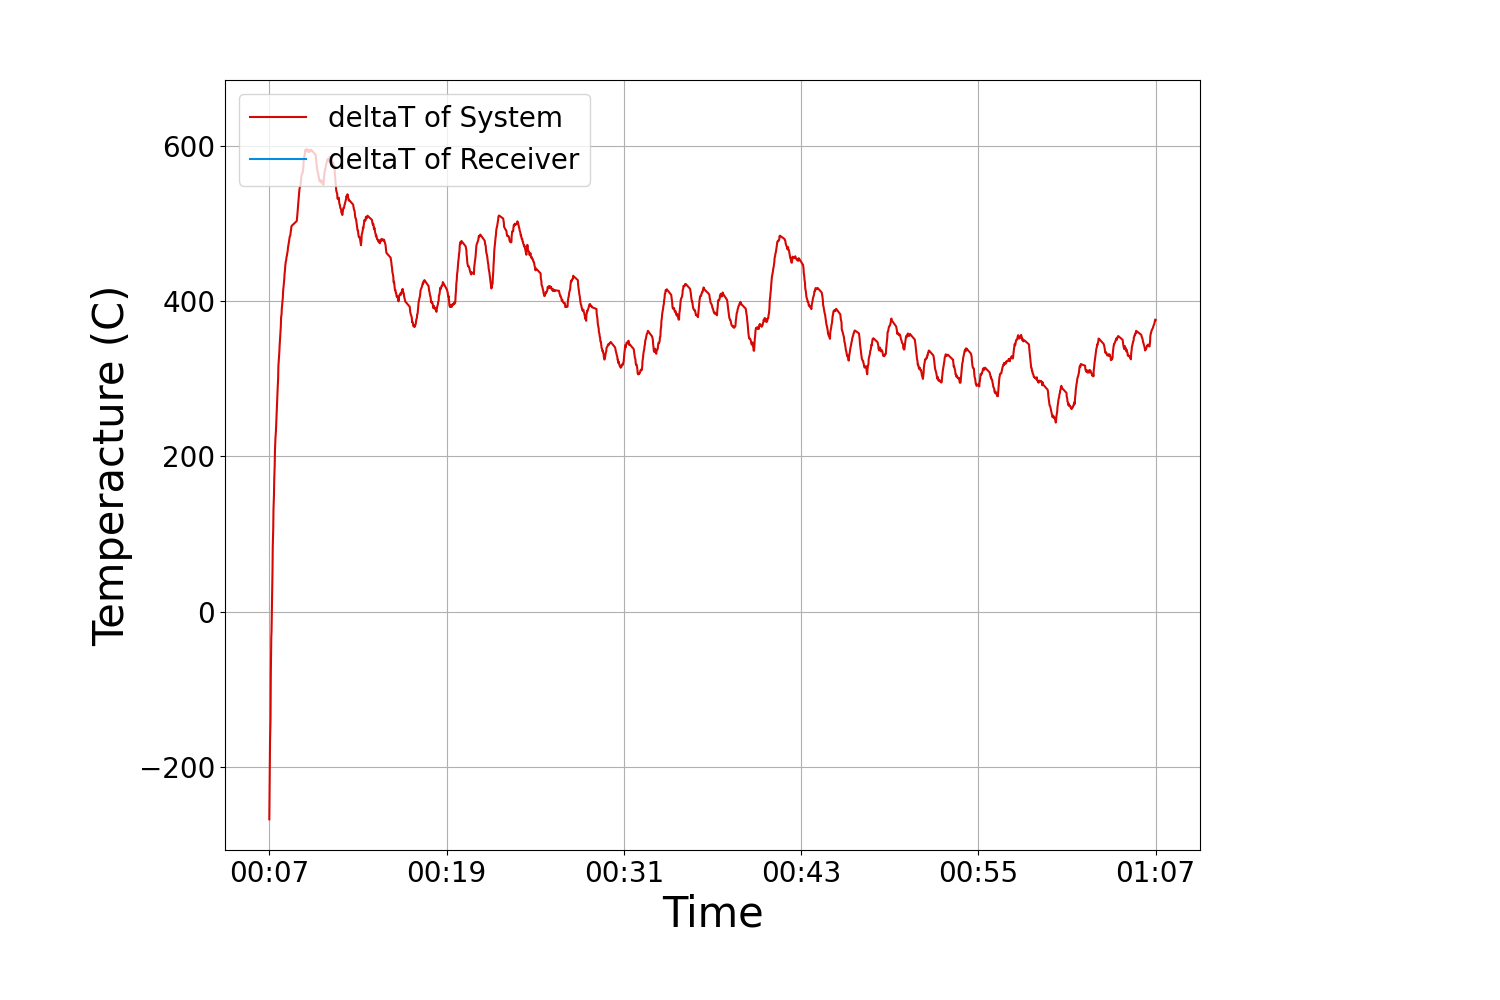 deltaT of System
deltaT of Receiver
600
400
200
0
−200
Temperacture (C)
00:07 00:19 00:31 00:43 00:55 01:07
Time